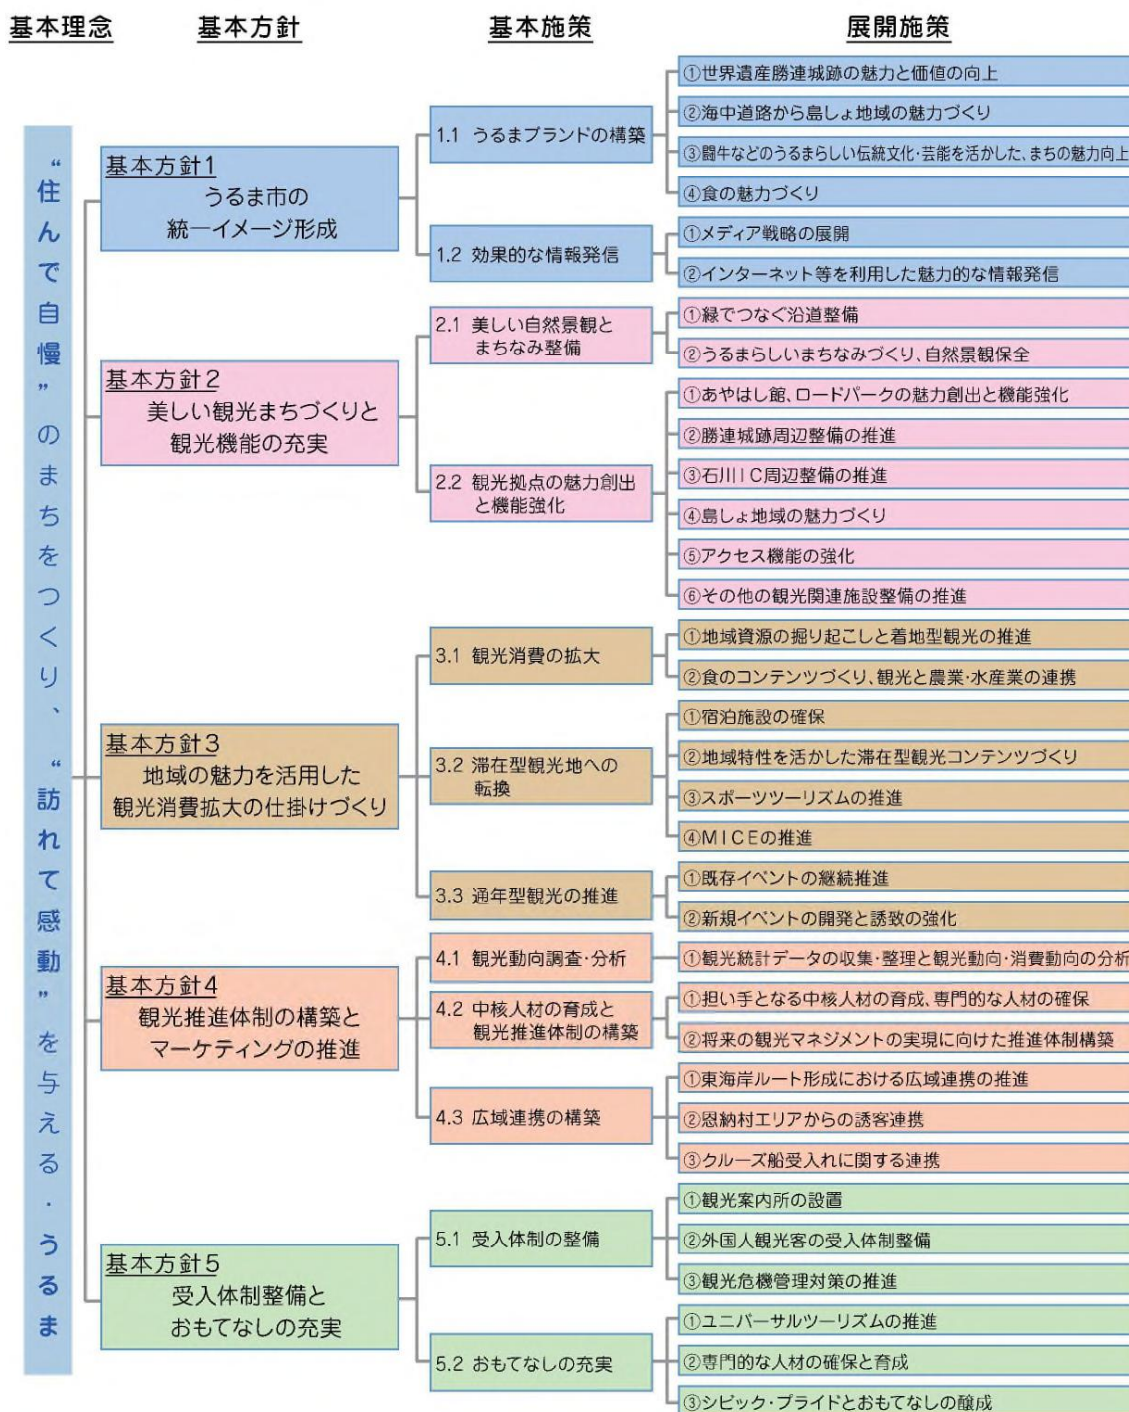 基本理念
基本方針
基本施策
展開施策
“住んで自慢”のまちをつくり、“訪れて感動”を与える・うるま
基本方針1
うるま市の
統一イメージ形成
1.1 うるまブランドの構築
①世界遺産勝連城跡の魅力と価値の向上
②海中道路から島しょ地域の魅力づくり
③闘牛などのうるまらしい伝統文化・芸能を活かした、まちの魅力向上
④食の魅力づくり
1.2 効果的な情報発信
①メディア戦略の展開
②インターネット等を利用した魅力的な情報発信
基本方針2
美しい観光まちづくりと
観光機能の充実
2.1 美しい自然景観と
まちなみ整備
①緑でつなぐ沿道整備
②うるまらしいまちなみづくり、自然景観保全
2.2 観光拠点の魅力創出
と機能強化
①あやはし館、ロードパークの魅力創出と機能強化
②勝連城跡周辺整備の推進
③石川IC周辺整備の推進
④島しょ地域の魅力づくり
⑤アクセス機能の強化
⑥その他の観光関連施設整備の推進
基本方針3
地域の魅力を活用した
観光消費拡大の仕掛けづくり
3.1 観光消費の拡大
①地域資源の掘り起こしと着地型観光の推進
②食のコンテンツづくり、観光と農業・水産業の連携
3.2 滞在型観光地への
転換
①宿泊施設の確保
②地域特性を活かした滞在型観光コンテンツづくり
③スポーツツーリズムの推進
④MICEの推進
3.3 通年型観光の推進
①既存イベントの継続推進
②新規イベントの開発と誘致の強化
基本方針4
観光推進体制の構築と
マーケティングの推進
4.1 観光動向調査・分析
①観光統計データの収集・整理と観光動向・消費動向の分析
4.2 中核人材の育成と
観光推進体制の構築
①担い手となる中核人材の育成、専門的な人材の確保
②将来の観光マネジメントの実現に向けた推進体制構築
4.3 広域連携の構築
①東海岸ルート形成における広域連携の推進
②恩納村エリアからの誘客連携
③クルーズ船受入れに関する連携
基本方針5
受入体制整備と
おもてなしの充実
5.1 受入体制の整備
①観光案内所の設置
②外国人観光客の受入体制整備
③観光危機管理対策の推進
5.2 おもてなしの充実
①ユニバーサルツーリズムの推進
②専門的な人材の確保と育成
③シビック・プライドとおもてなしの醸成